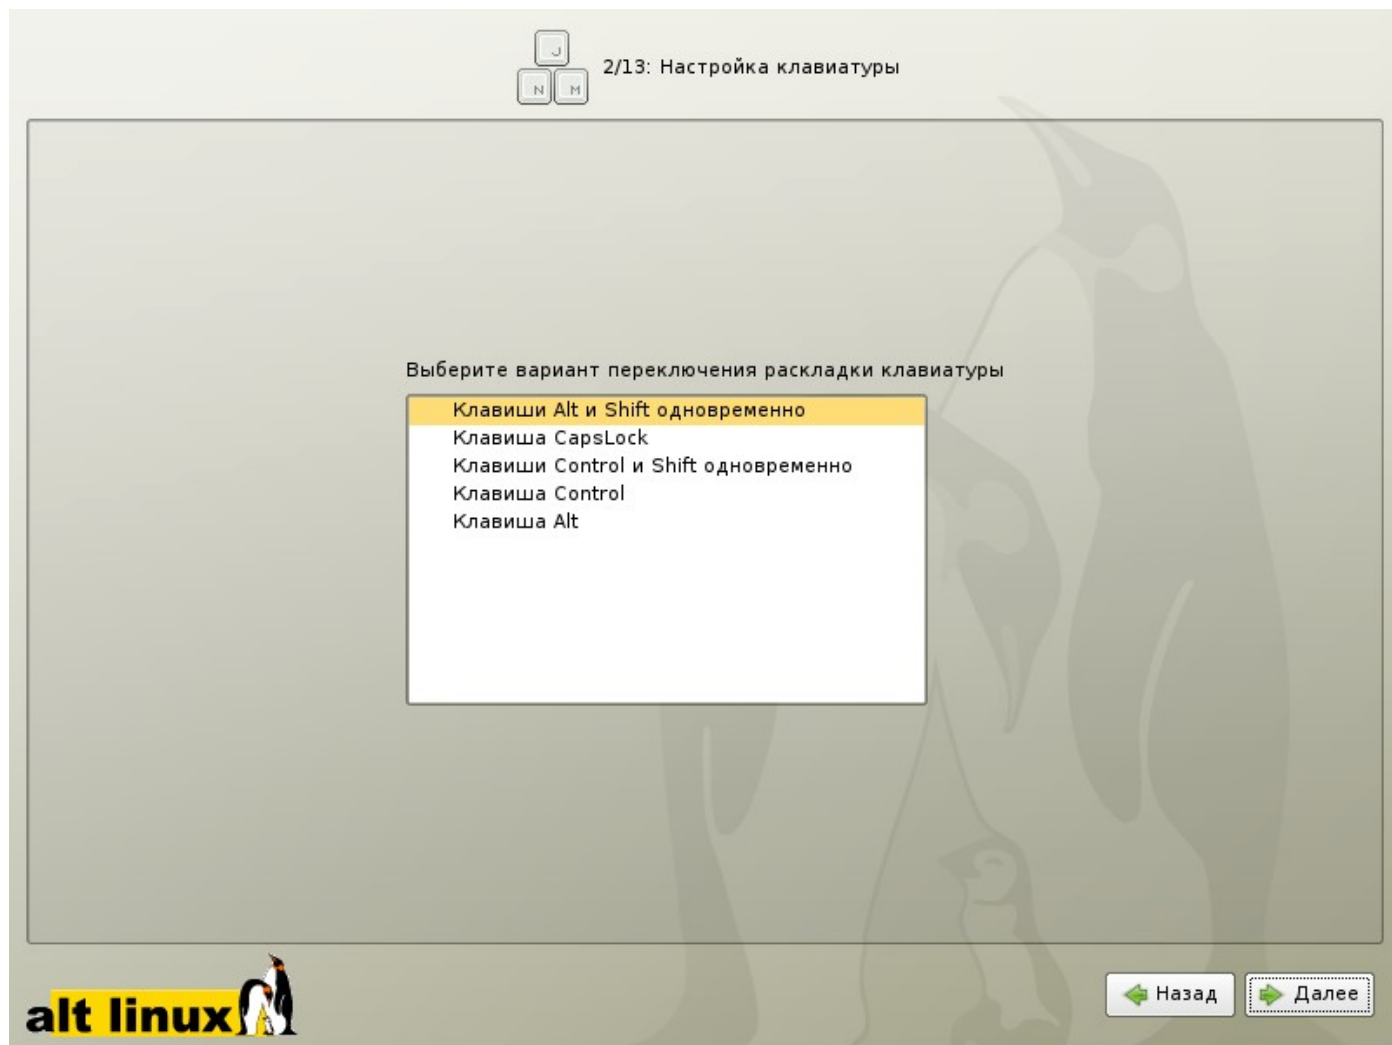 J
N M
2/13: Настройка клавиатуры
Выберите вариант переключения раскладки клавиатуры
Клавиши Alt и Shift одновременно
Клавиша CapsLock
Клавиши Control и Shift одновременно
Клавиша Control
Клавиша Alt
alt linux
Назад Далее